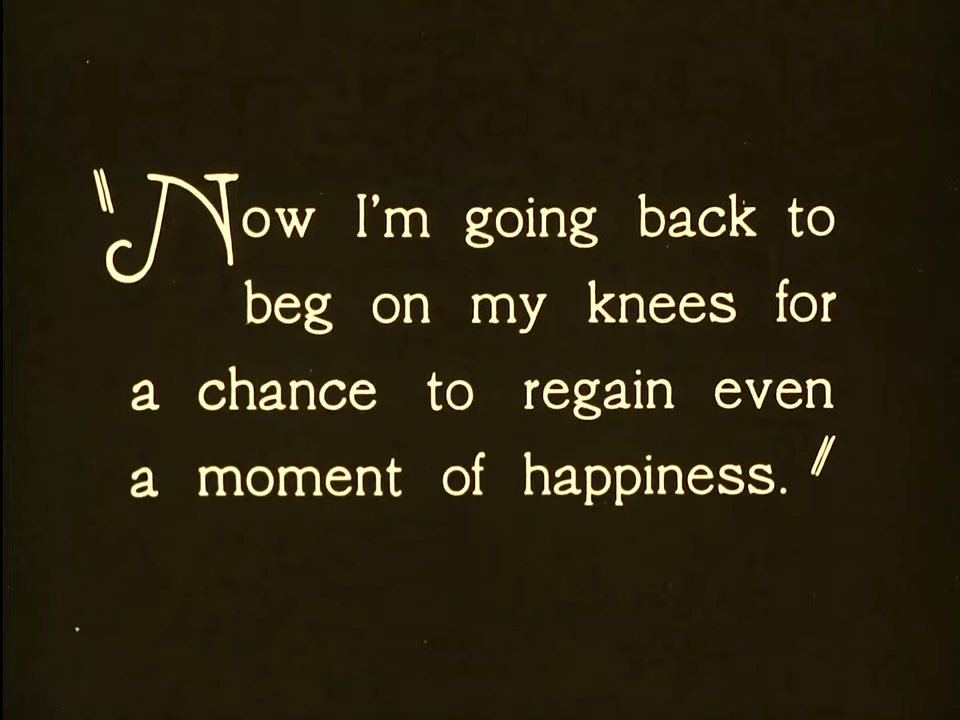 "Now I'm going back to
beg on my knees for
a chance to regain even
a moment of happiness."